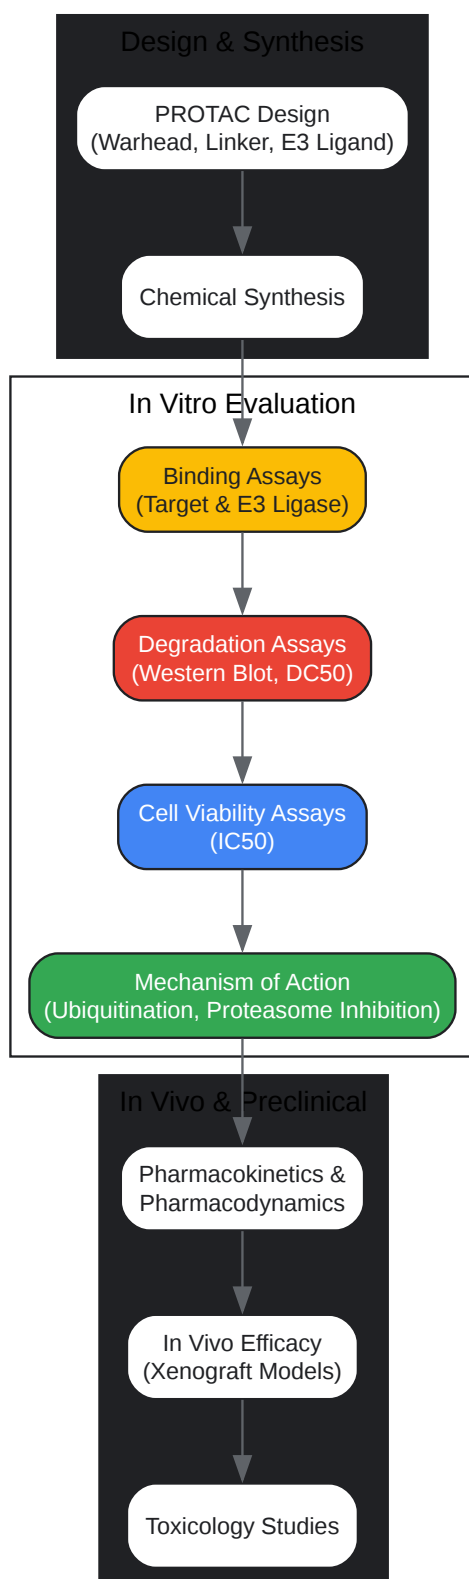 Design & Synthesis
PROTAC Design
(Warhead, Linker, E3 Ligand)
Chemical Synthesis
In Vitro Evaluation
Binding Assays
(Target & E3 Ligase)
Degradation Assays
(Western Blot, DC50)
Cell Viability Assays
(IC50)
Mechanism of Action
(Ubiquitination, Proteasome Inhibition)
In Vivo & Preclinical
Pharmacokinetics &
Pharmacodynamics
In Vivo Efficacy
(Xenograft Models)
Toxicology Studies